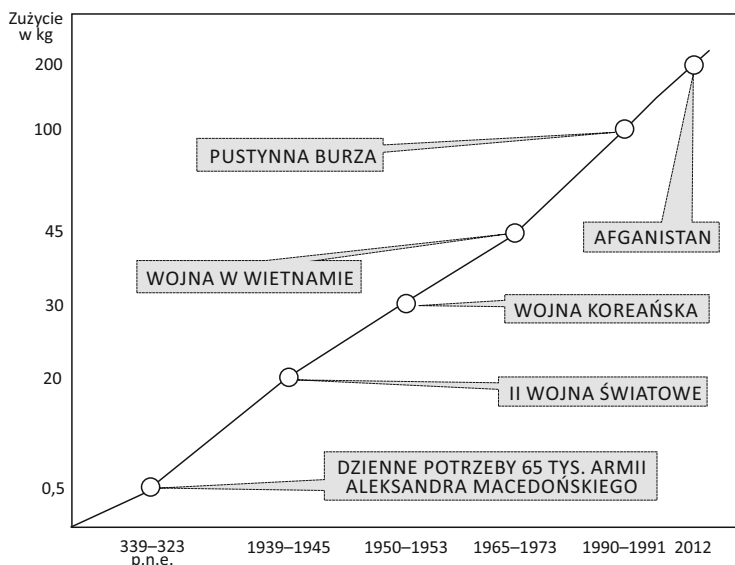 Zużycie
w kg
200
100
45
30
20
0,5
PUSTYNNA BURZA
AFGANISTAN
WOJNA W WIETNAMIE
WOJNA KOREAŃSKA
II WOJNA ŚWIATOWE
DZIENNE POTRZEBY 65 TYS. ARMII
ALEKSANDRA MACEDOŃSKIEGO
339–323
p.n.e.
1939–1945
1950–1953
1965–1973
1990–1991
2012